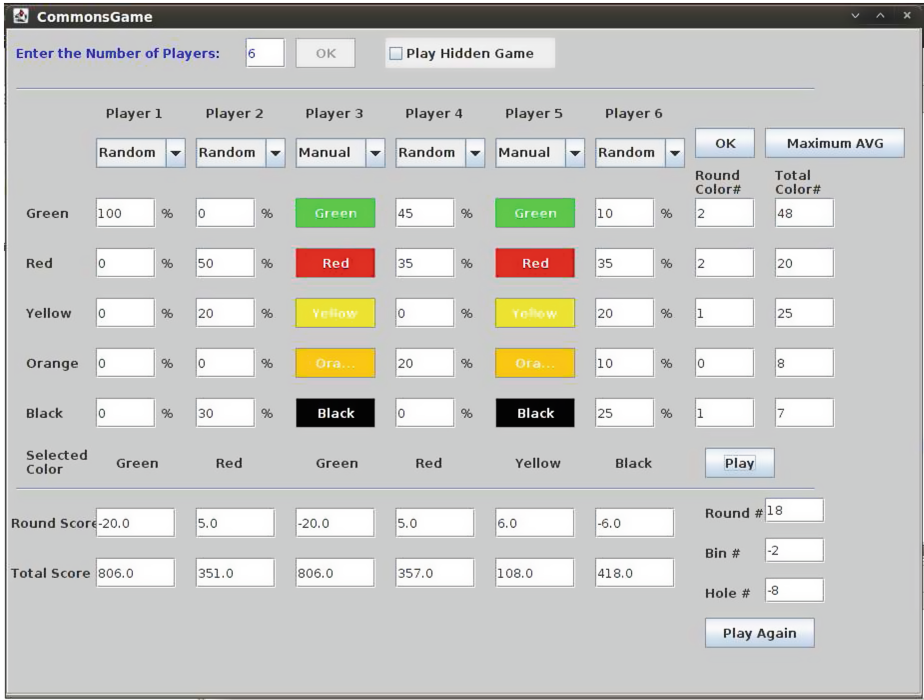 CommonsGame
Enter the Number of Players: 6 OK Play Hidden Game
Player 1 Player 2 Player 3 Player 4 Player 5 Player 6
Random Random Manual Random Manual Random OK Maximum AVG
Round Color# Total Color#
Green 100 % 0 % Green 45 % Green 10 % 2 48
Red 0 % 50 % Red 35 % Red 35 % 2 20
Yellow 0 % 20 % Yellow 0 % Yellow 20 % 1 25
Orange 0 % 0 % Ora... 20 % Ora... 10 % 0 8
Black 0 % 30 % Black 0 % Black 25 % 1 7
Selected Color Green Red Green Red Yellow Black Play
Round Score -20.0 5.0 -20.0 5.0 6.0 -6.0 Round # 18
Bin # -2
Total Score 806.0 351.0 806.0 357.0 108.0 418.0
Hole # -8
Play Again